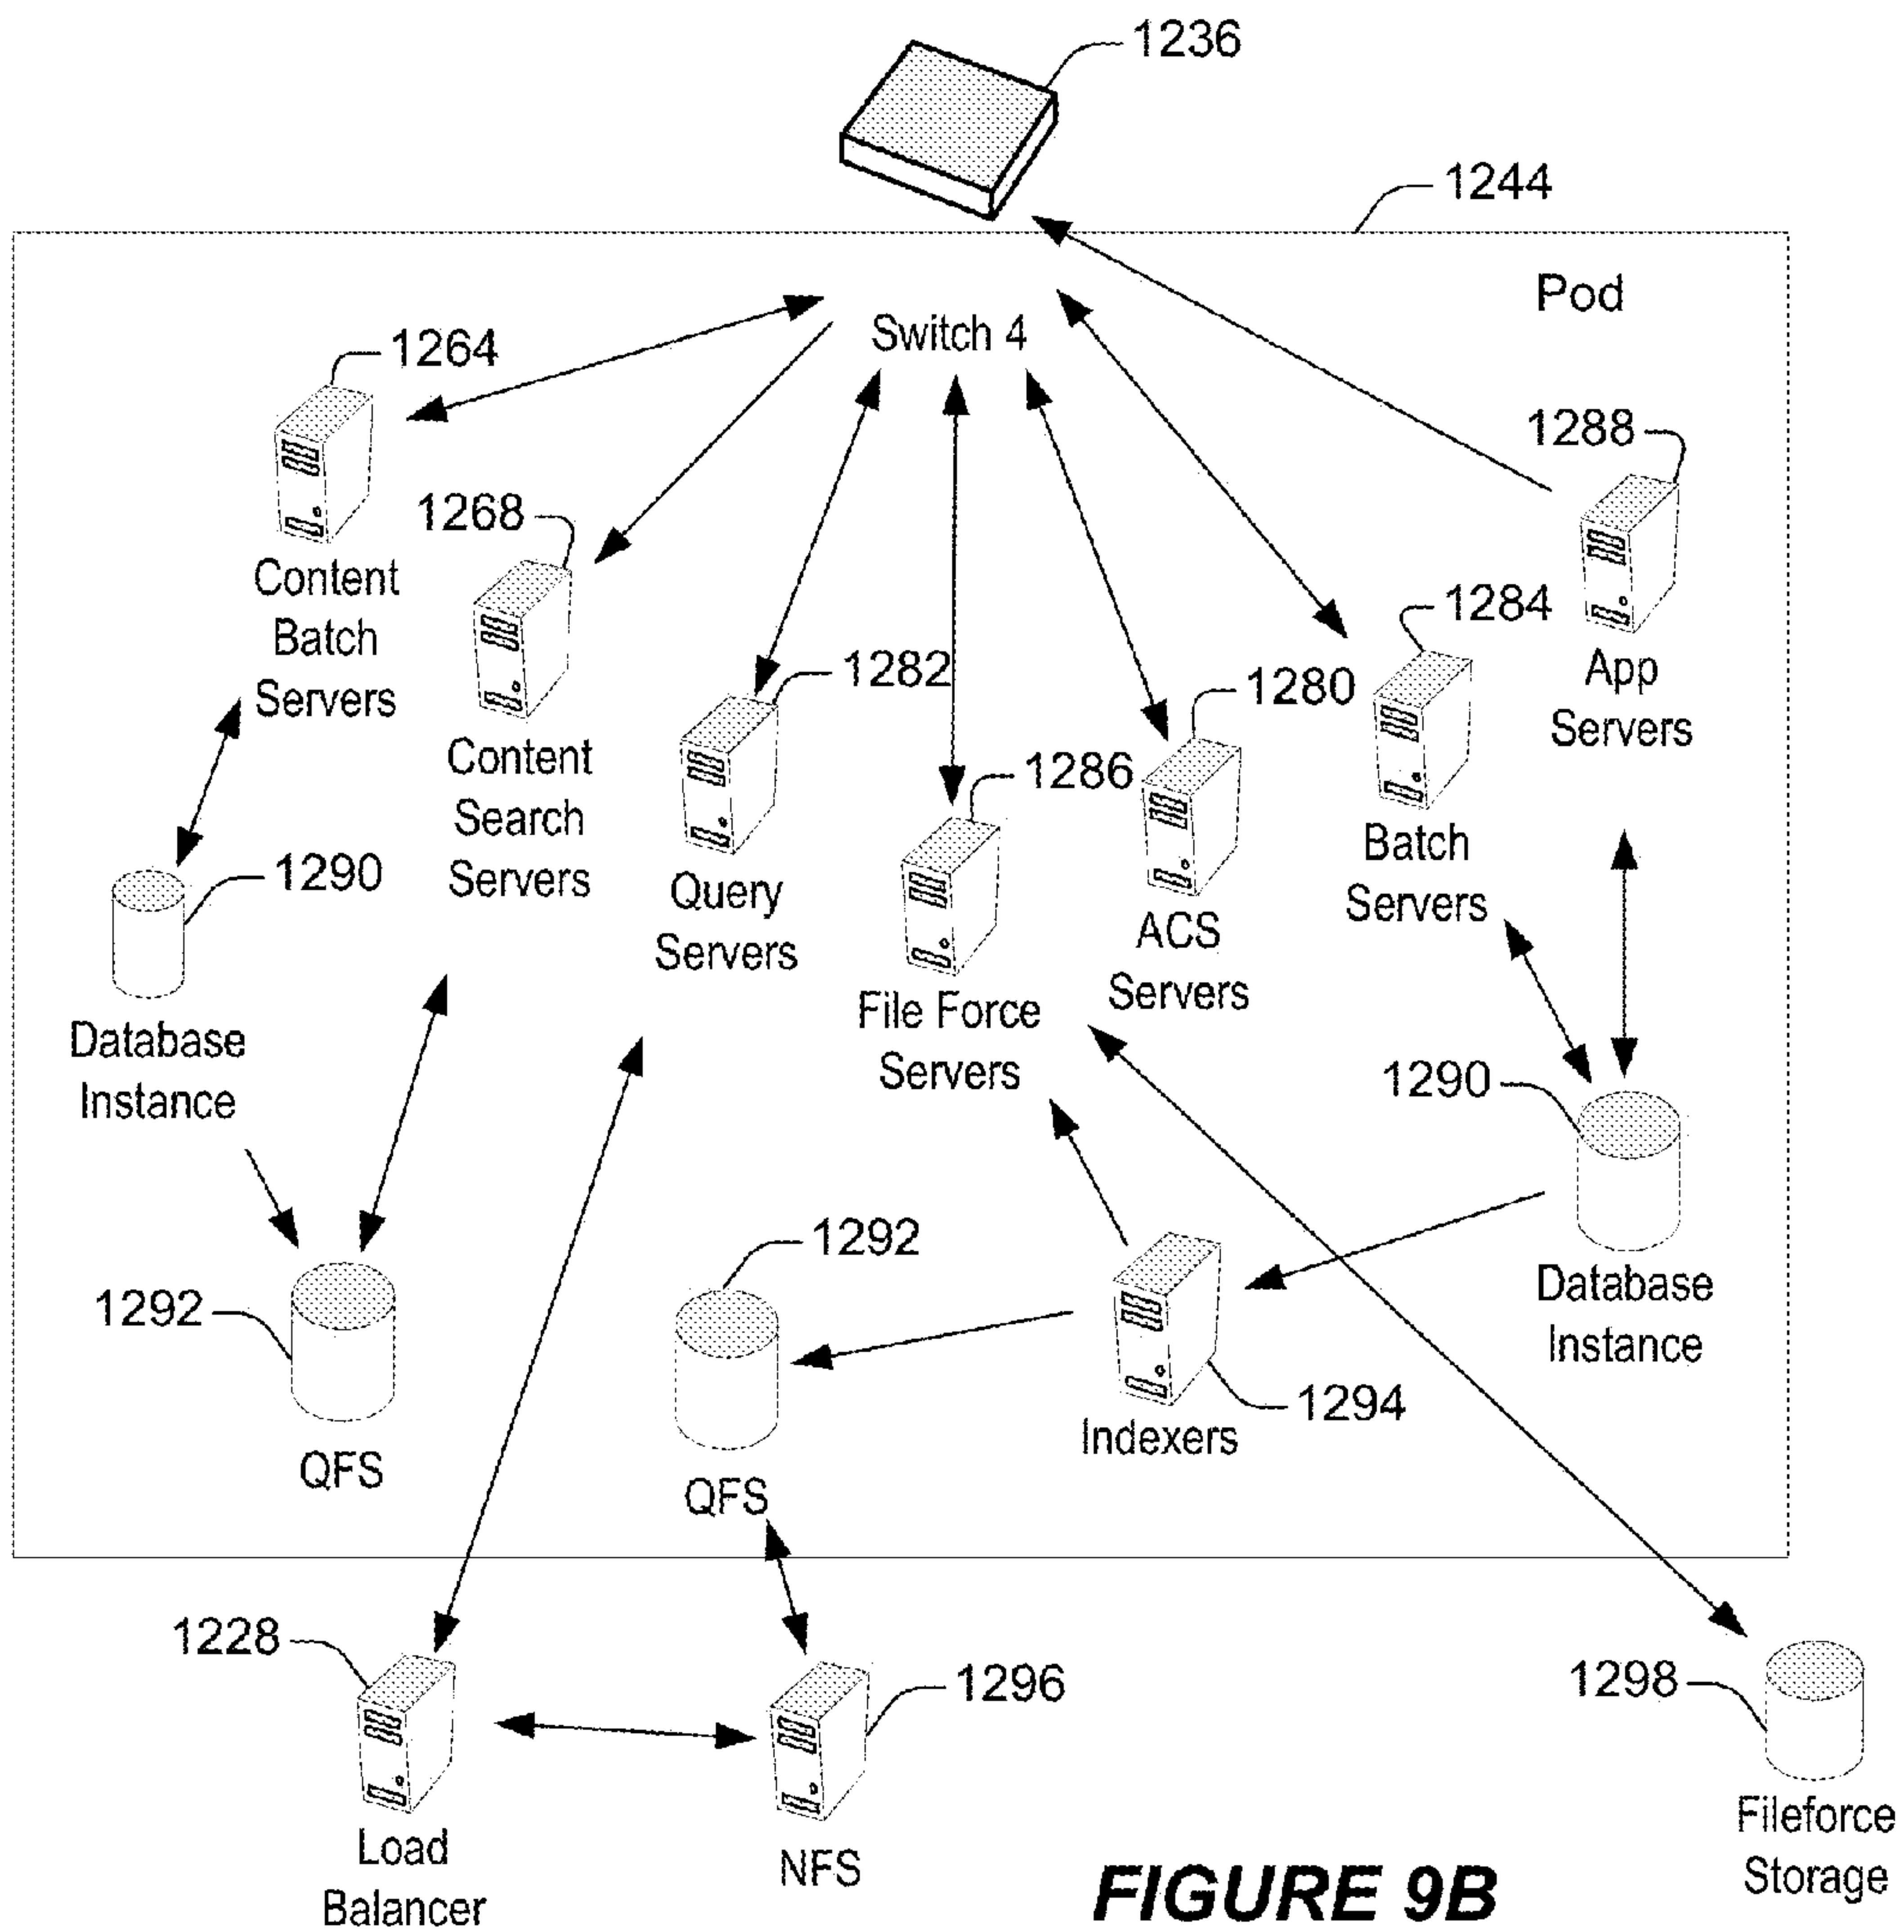 1236
1244
Pod
Switch 4
1264
1288
1268
Content
Batch
Servers
1284
1282
1280
App
Servers
Content
Search
Servers
1286
Batch
Servers
1290
Query
Servers
ACS
Servers
File Force
Servers
Database
Instance
1290
1292
1292
Database
Instance
1294
Indexers
QFS
QFS
1228
1296
1298
Load
Balancer
NFS
Fileforce
Storage
FIGURE 9B